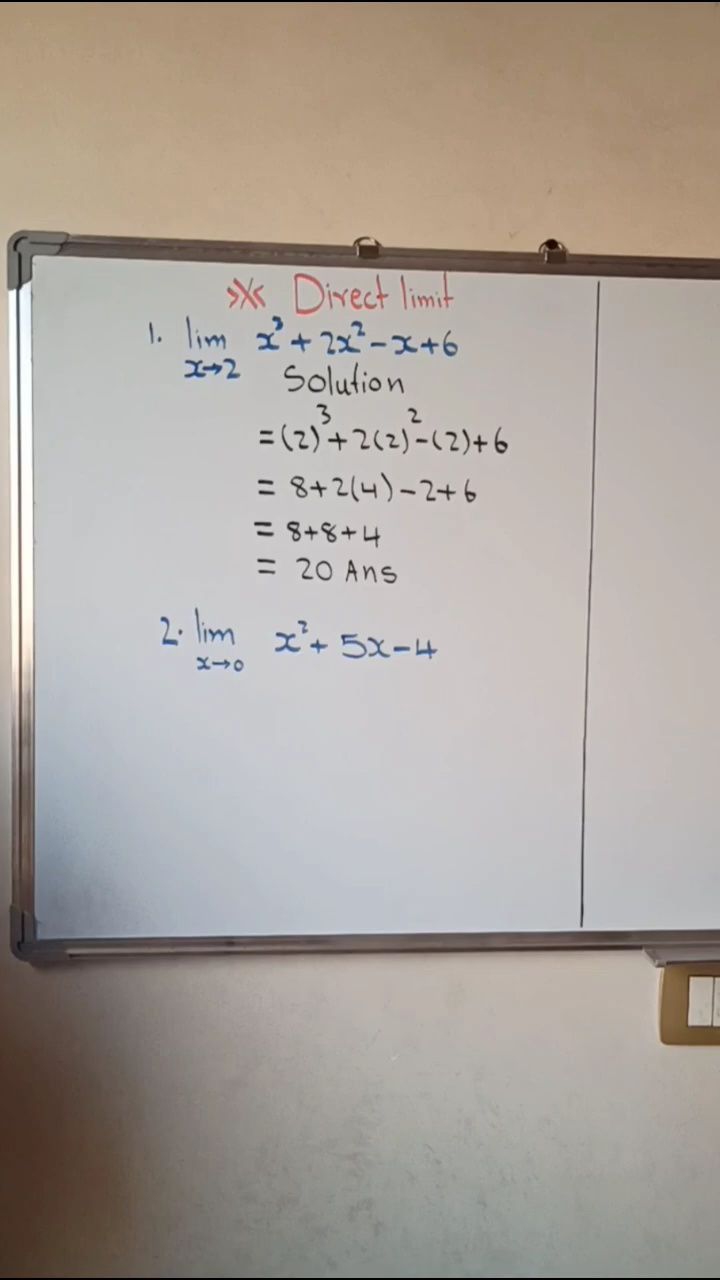 ⋊⋉ Direct limit
1. lim x³ + 2x² - x + 6
x→2
Solution
= (2)³ + 2(2)² - (2) + 6
= 8 + 2(4) - 2 + 6
= 8 + 8 + 4
= 20 Ans
2. lim x² + 5x - 4
x→0